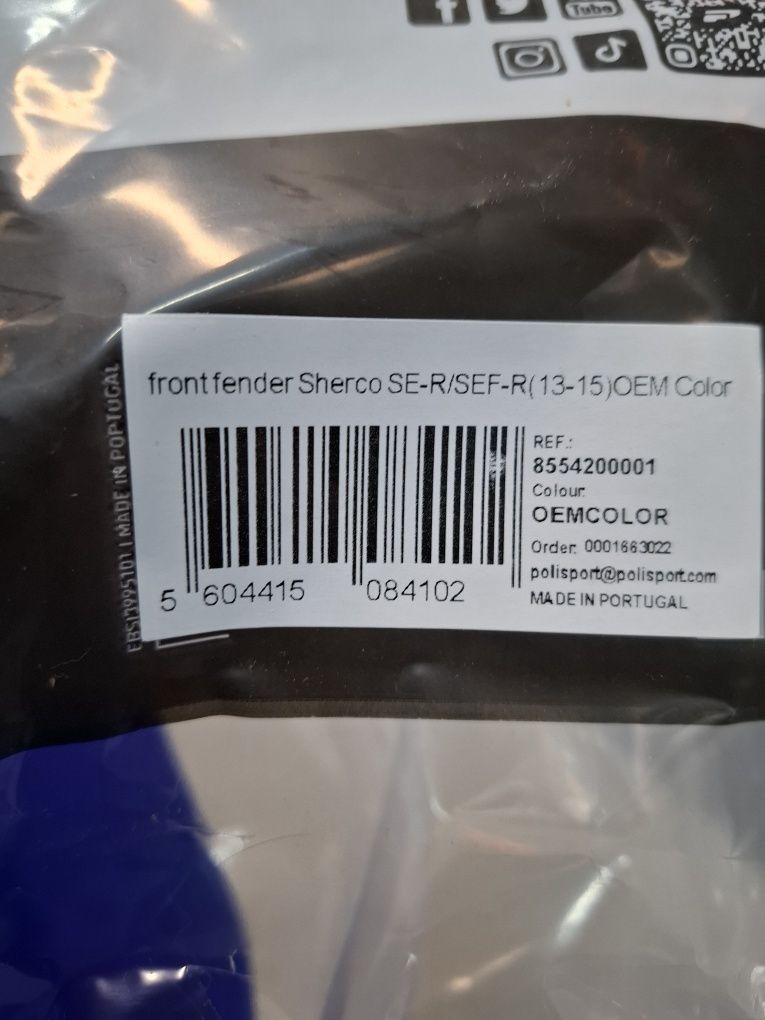 Tube
front fender Sherco SE-R/SEF-R(13-15)OEM Color
REF.:
8554200001
Colour:
OEMCOLOR
Order: 0001663022
polisport@polisport.com
MADE IN PORTUGAL
5 604415 084102
MADE IN PORTUGAL